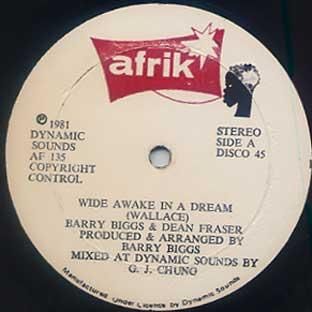 afrik
℗ 1981
DYNAMIC
SOUNDS
AF 135
COPYRIGHT
CONTROL
STEREO
SIDE A
DISCO 45
WIDE AWAKE IN A DREAM
(WALLACE)
BARRY BIGGS & DEAN FRASER
PRODUCED & ARRANGED BY
BARRY BIGGS
MIXED AT DYNAMIC SOUNDS BY
G. J. CHUNG
Manufactured Under License by Dynamic Sounds